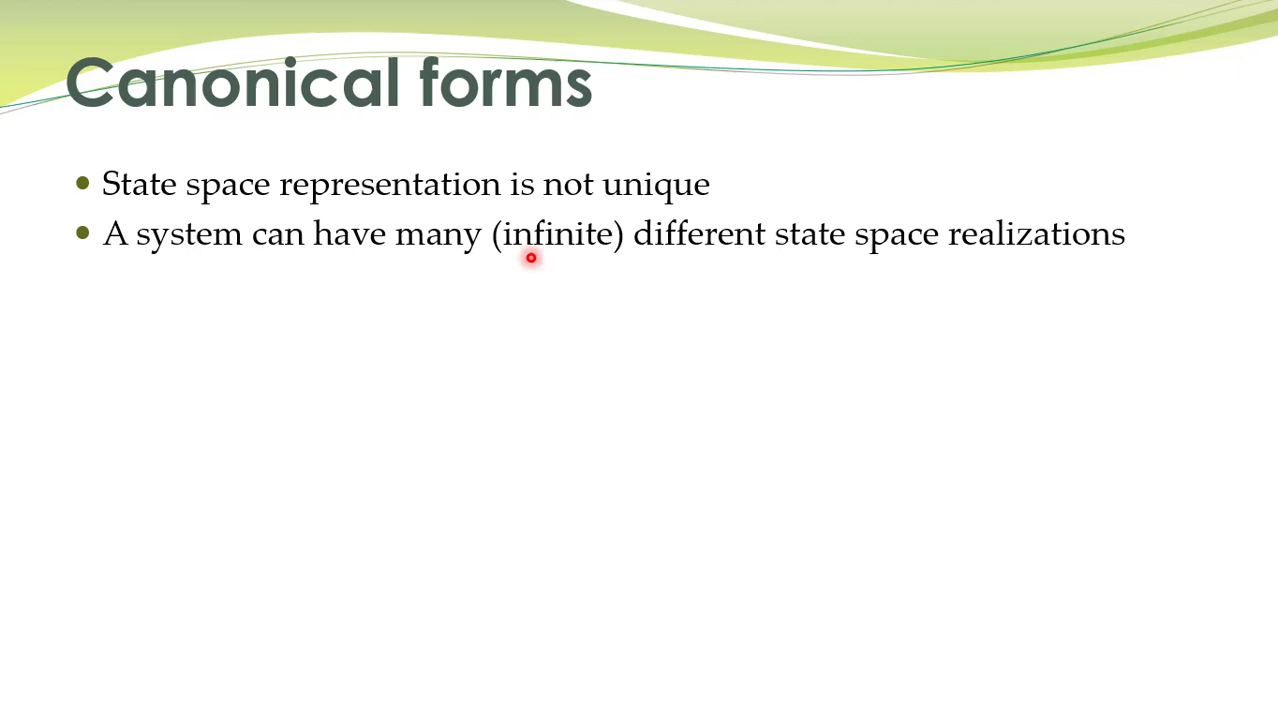 Canonical forms
State space representation is not unique
A system can have many (infinite) different state space realizations